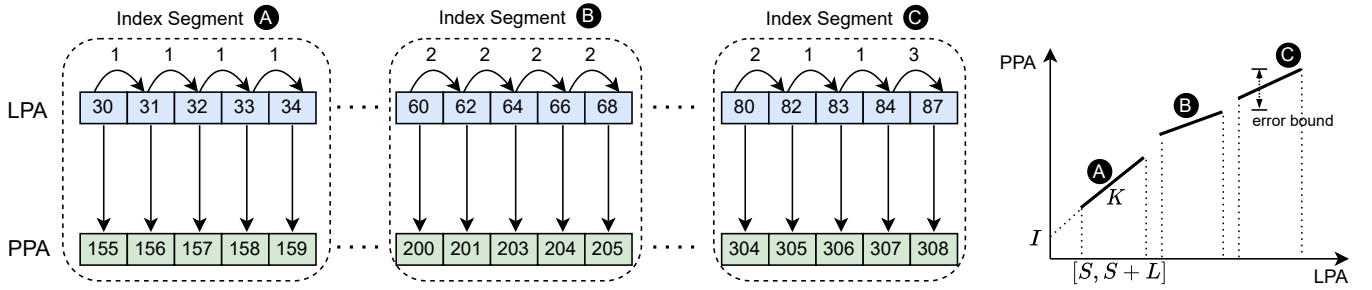 Index Segment A
1 1 1 1
LPA 30 31 32 33 34
PPA 155 156 157 158 159
Index Segment B
2 2 2 2
60 62 64 66 68
200 201 203 204 205
Index Segment C
2 1 1 3
80 82 83 84 87
304 305 306 307 308
PPA
C
B
error bound
A
K
I
[S, S + L]
LPA